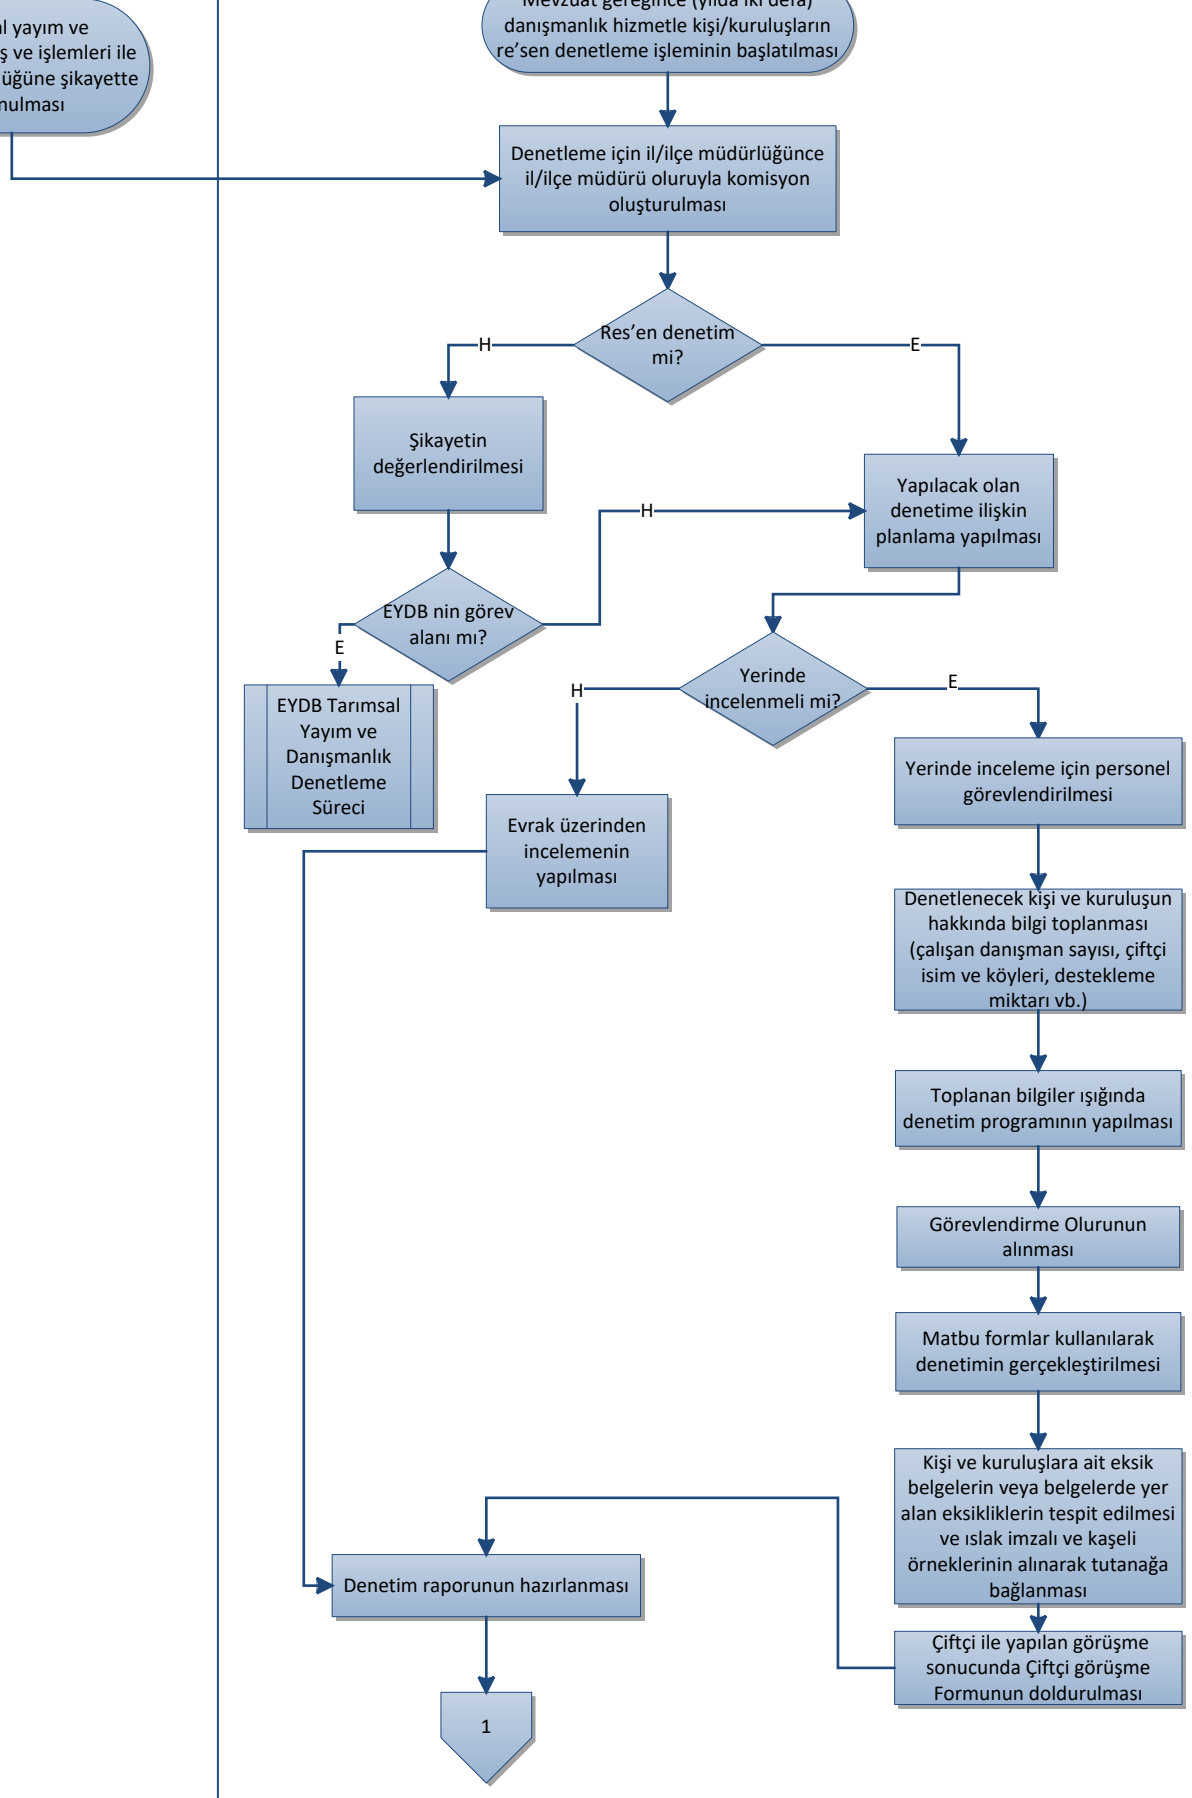 yayım ve
ve işlemleri ile
şikayette
Mevzuat gereğince (yılda iki defa)
danışmanlık hizmetle kişi/kuruluşların
re’sen denetleme işleminin başlatılması
Denetleme için il/ilçe müdürlüğünce
il/ilçe müdürü oluruyla komisyon
oluşturulması
Res’en denetim
mi?
H
E
Şikayetin
değerlendirilmesi
Yapılacak olan
denetime ilişkin
planlama yapılması
H
EYDB nin görev
alanı mı?
E
Yerinde
incelenmeli mi?
H
E
EYDB Tarımsal
Yayım ve
Danışmanlık
Denetleme
Süreci
Yerinde inceleme için personel
görevlendirilmesi
Evrak üzerinden
incelemenin
yapılması
Denetlenecek kişi ve kuruluşun
hakkında bilgi toplanması
(çalışan danışman sayısı, çiftçi
isim ve köyleri, destekleme
miktarı vb.)
Toplanan bilgiler ışığında
denetim programının yapılması
Görevlendirme Olurunun
alınması
Matbu formlar kullanılarak
denetimin gerçekleştirilmesi
Kişi ve kuruluşlara ait eksik
belgelerin veya belgelerde yer
alan eksikliklerin tespit edilmesi
ve ıslak imzalı ve kaşeli
örneklerinin alınarak tutanağa
bağlanması
Denetim raporunun hazırlanması
Çiftçi ile yapılan görüşme
sonucunda Çiftçi görüşme
Formunun doldurulması
1